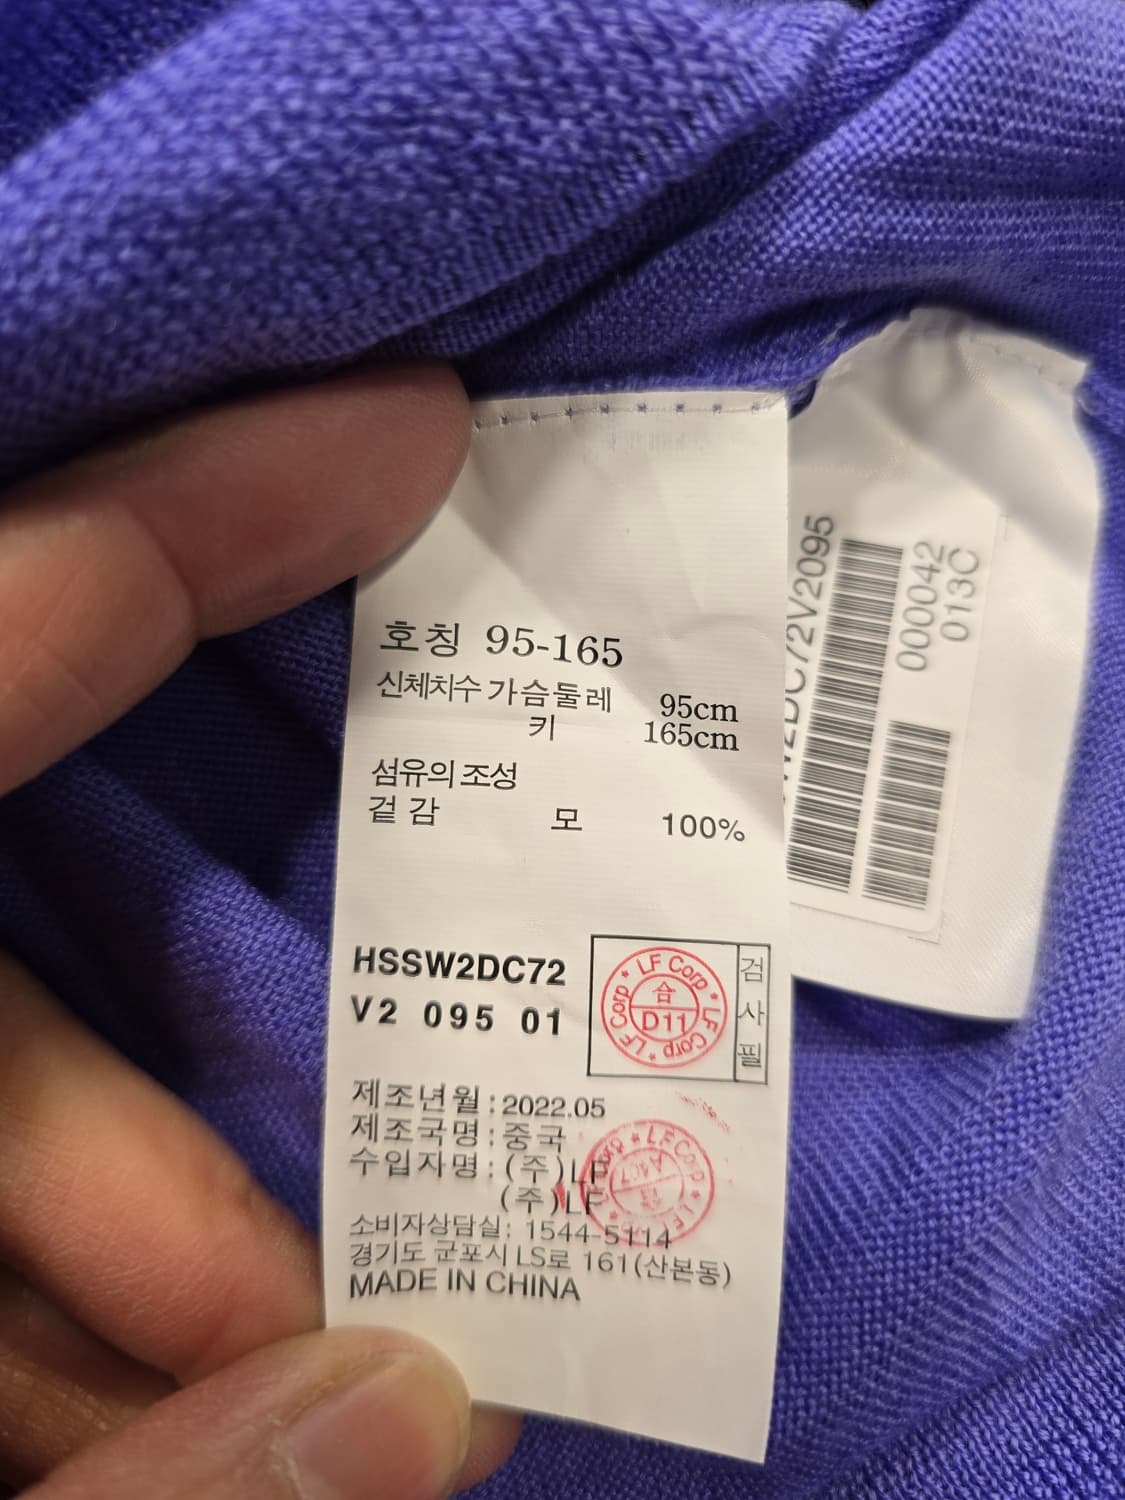 호칭 95-165
신체치수 가슴둘레 95cm
키 165cm
섬유의 조성
겉감 모 100%
HSSW2DC72
V2 095 01
LF Corp * LF Corp * LF Corp *
合
D11
검사필
제조년월 : 2022.05
제조국명 : 중국
수입자명 : (주)LF
(주)LF
소비자상담실: 1544-5114
경기도 군포시 LS로 161(산본동)
MADE IN CHINA
LF Corp
000042
013C